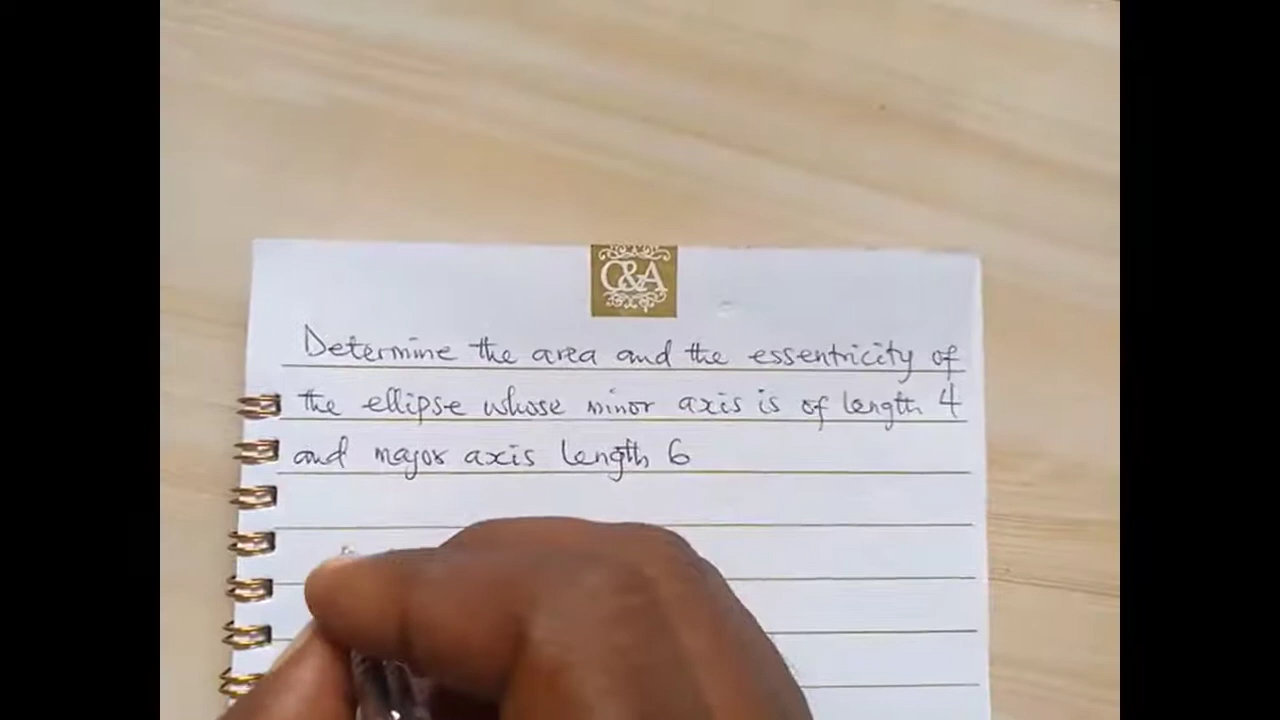 C&A
Determine the area and the essentricity of
the ellipse whose minor axis is of length 4
and major axis length 6